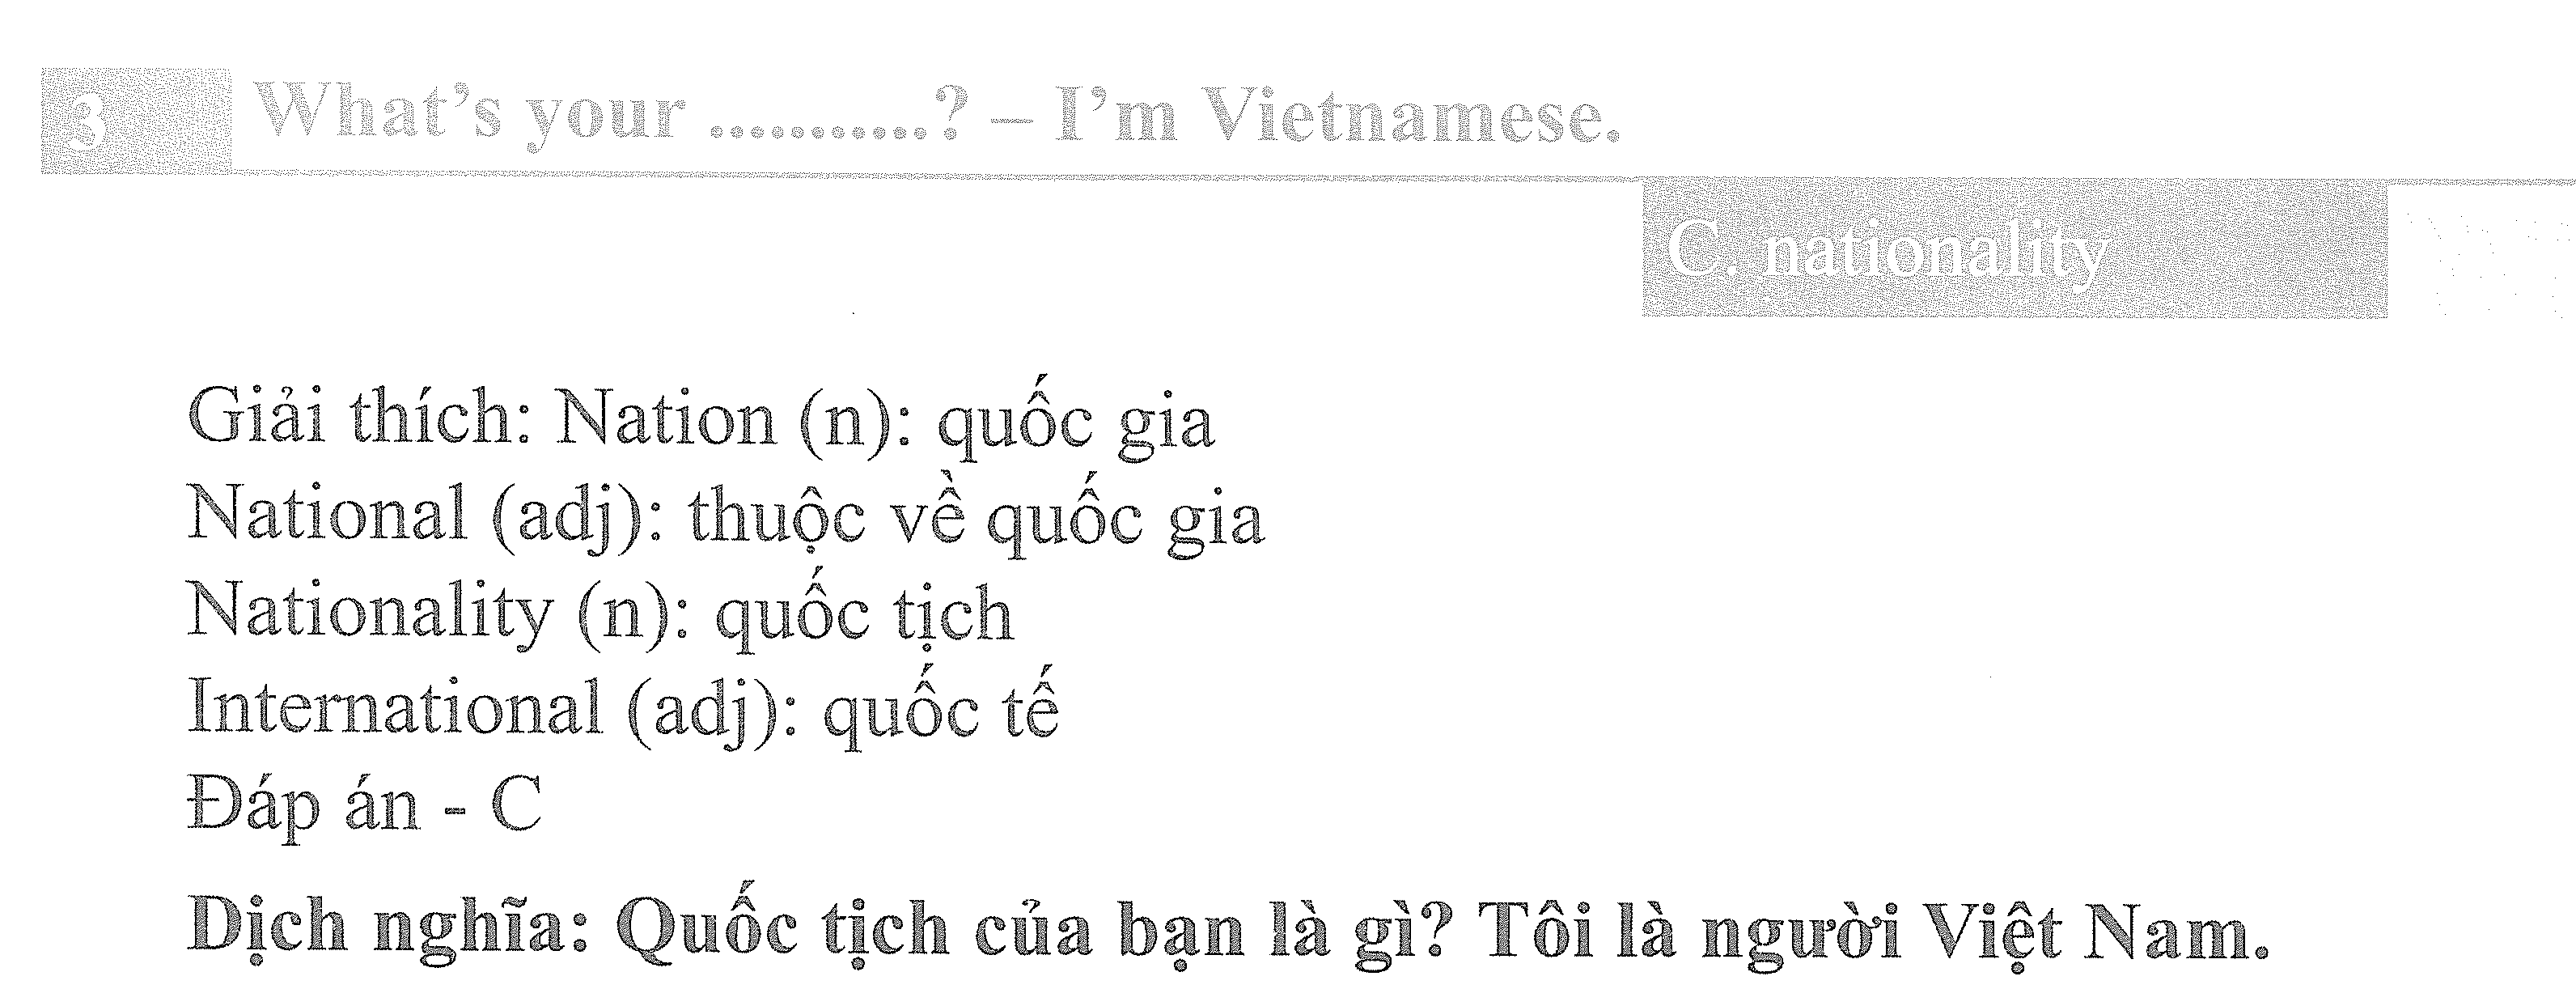 3 What's your ...........? – I'm Vietnamese.
C. nationality
Giải thích: Nation (n): quốc gia
National (adj): thuộc về quốc gia
Nationality (n): quốc tịch
International (adj): quốc tế
Đáp án - C
Dịch nghĩa: Quốc tịch của bạn là gì? Tôi là người Việt Nam.